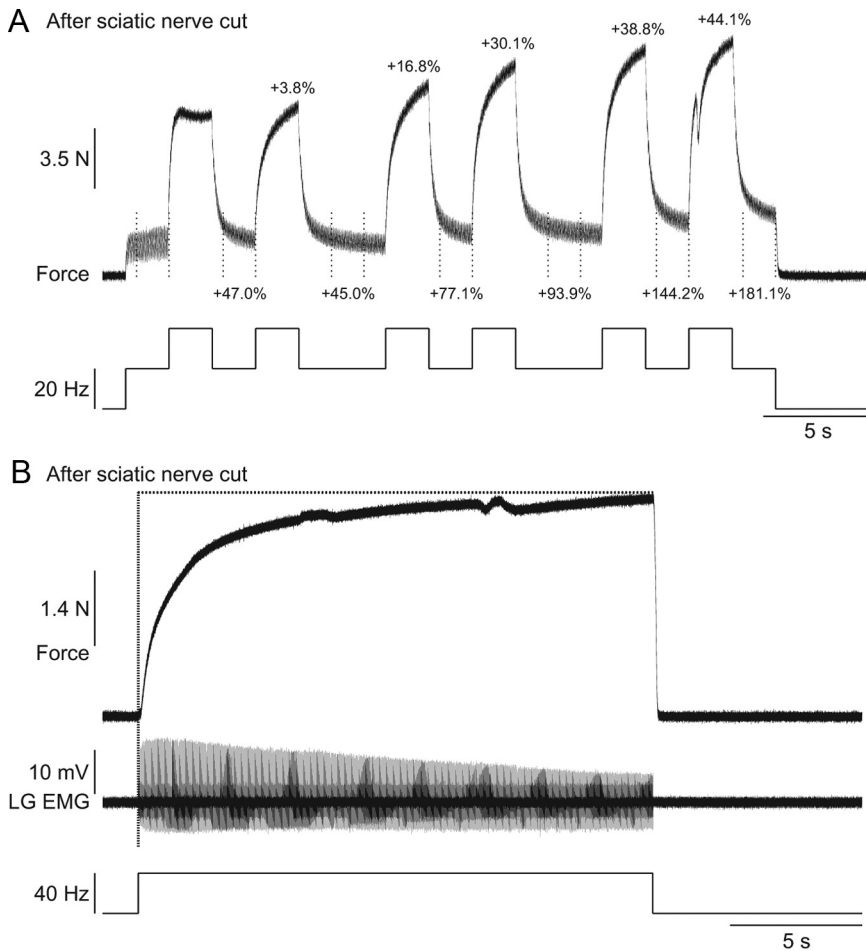 A After sciatic nerve cut
+3.8%
+16.8%
+30.1%
+38.8%
+44.1%
3.5 N
Force
+47.0%
+45.0%
+77.1%
+93.9%
+144.2%
+181.1%
20 Hz
5 s
B After sciatic nerve cut
1.4 N
Force
10 mV
LG EMG
40 Hz
5 s